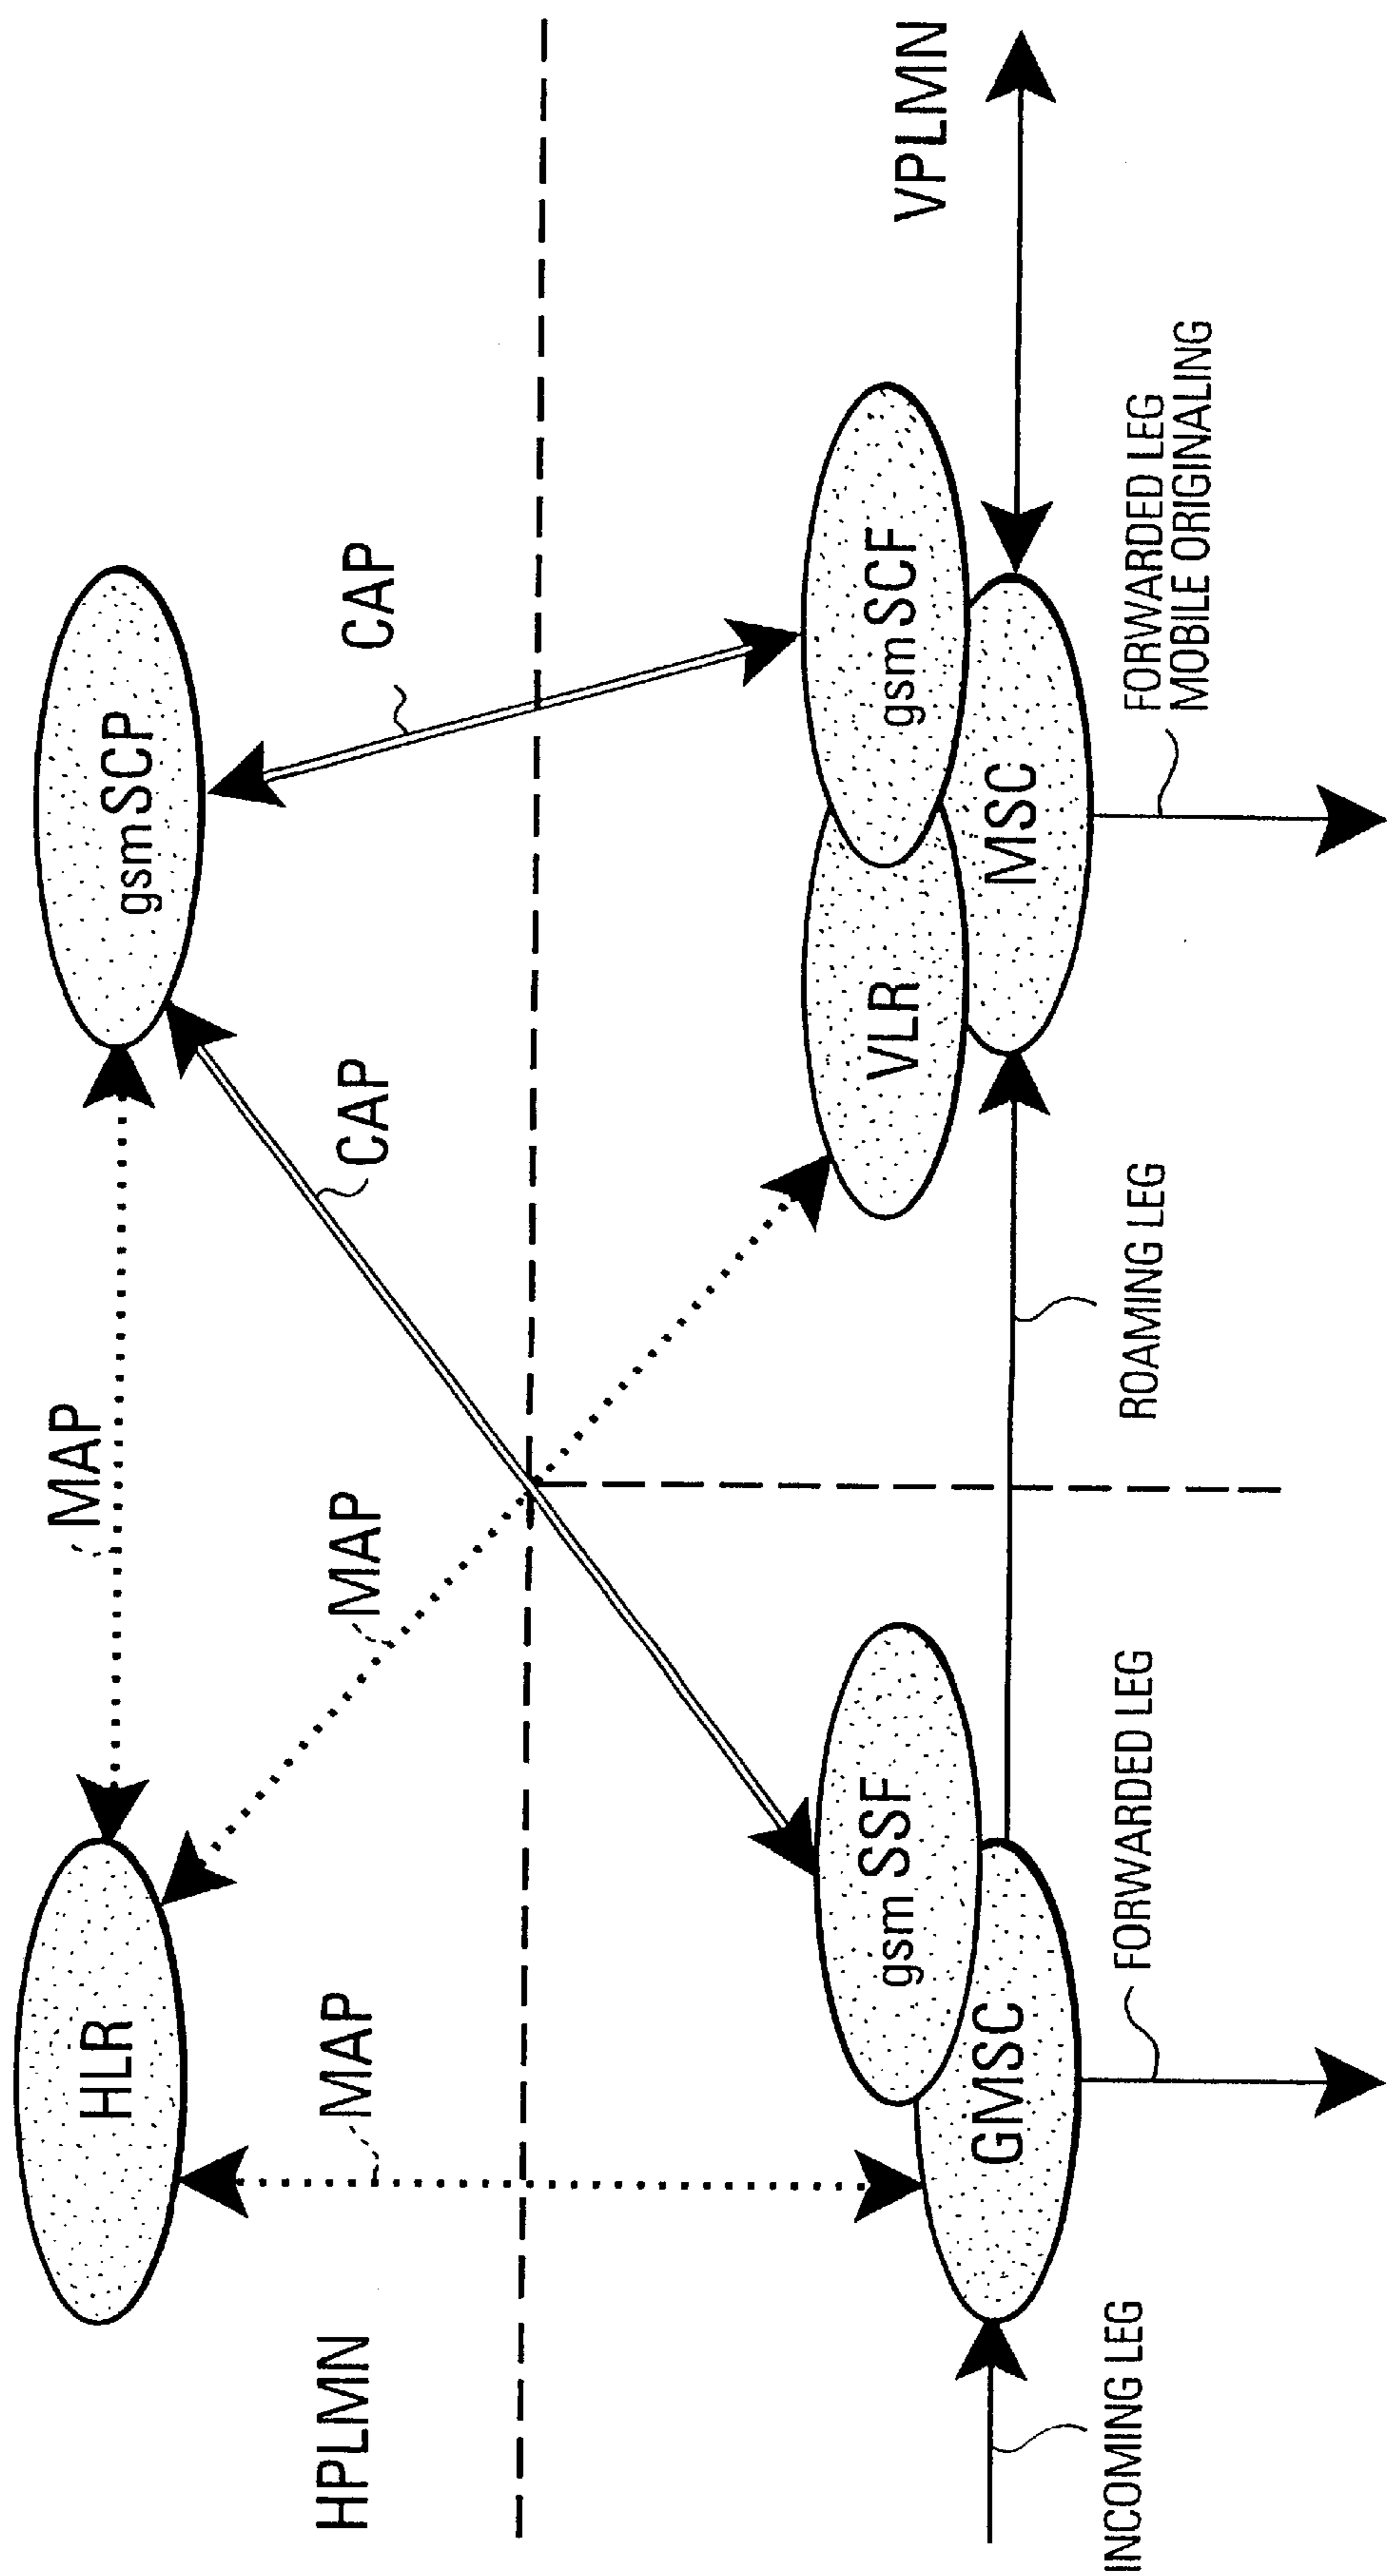 HLR
MAP
gsmSCP
HPLMN
MAP
MAP
CAP
CAP
gsmSSF
GMSC
VLR
gsmSCF
MSC
VPLMN
INCOMING LEG
FORWARDED LEG
ROAMING LEG
FORWARDED LEG
MOBILE ORIGINALING